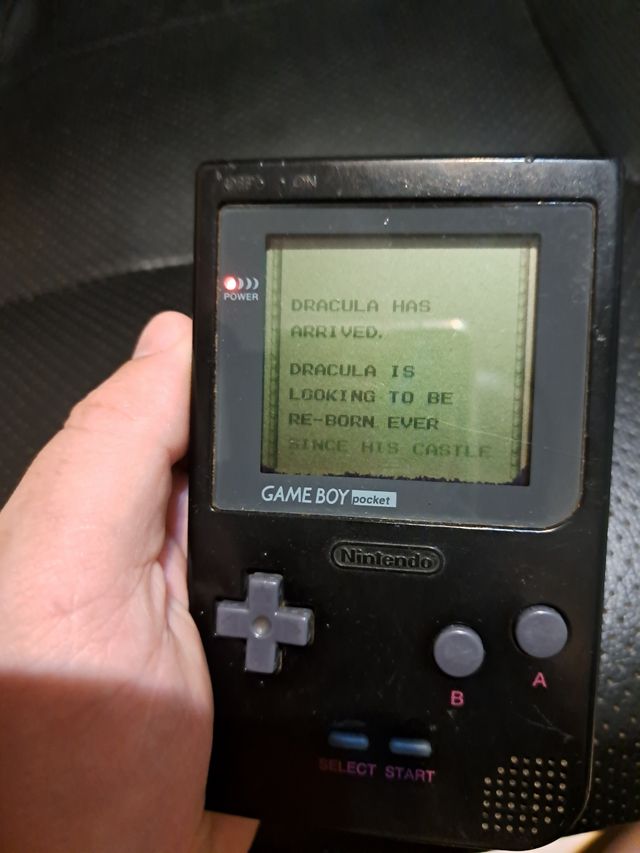 OFF ON
POWER
DRACULA HAS
ARRIVED.
DRACULA IS
LOOKING TO BE
RE-BORN EVER
SINCE HIS CASTLE
GAME BOY pocket
Nintendo
B A
SELECT START